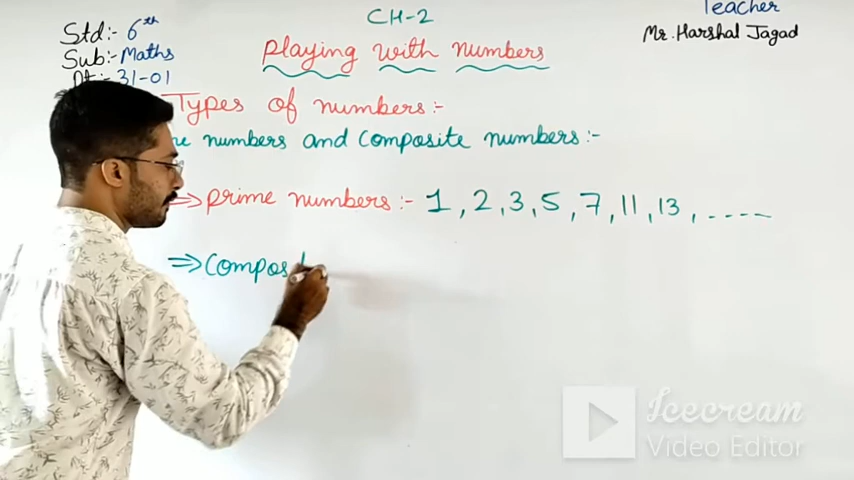 CH-2
Teacher
Std:- 6th
Mr. Harshal Jagad
Sub:- Maths
Playing with numbers
Dt:- 31-01
Types of numbers:-
numbers and composite numbers:-
⇒ prime numbers:- 1, 2, 3, 5, 7, 11, 13, .....
⇒ Compos
Icecream
Video Editor